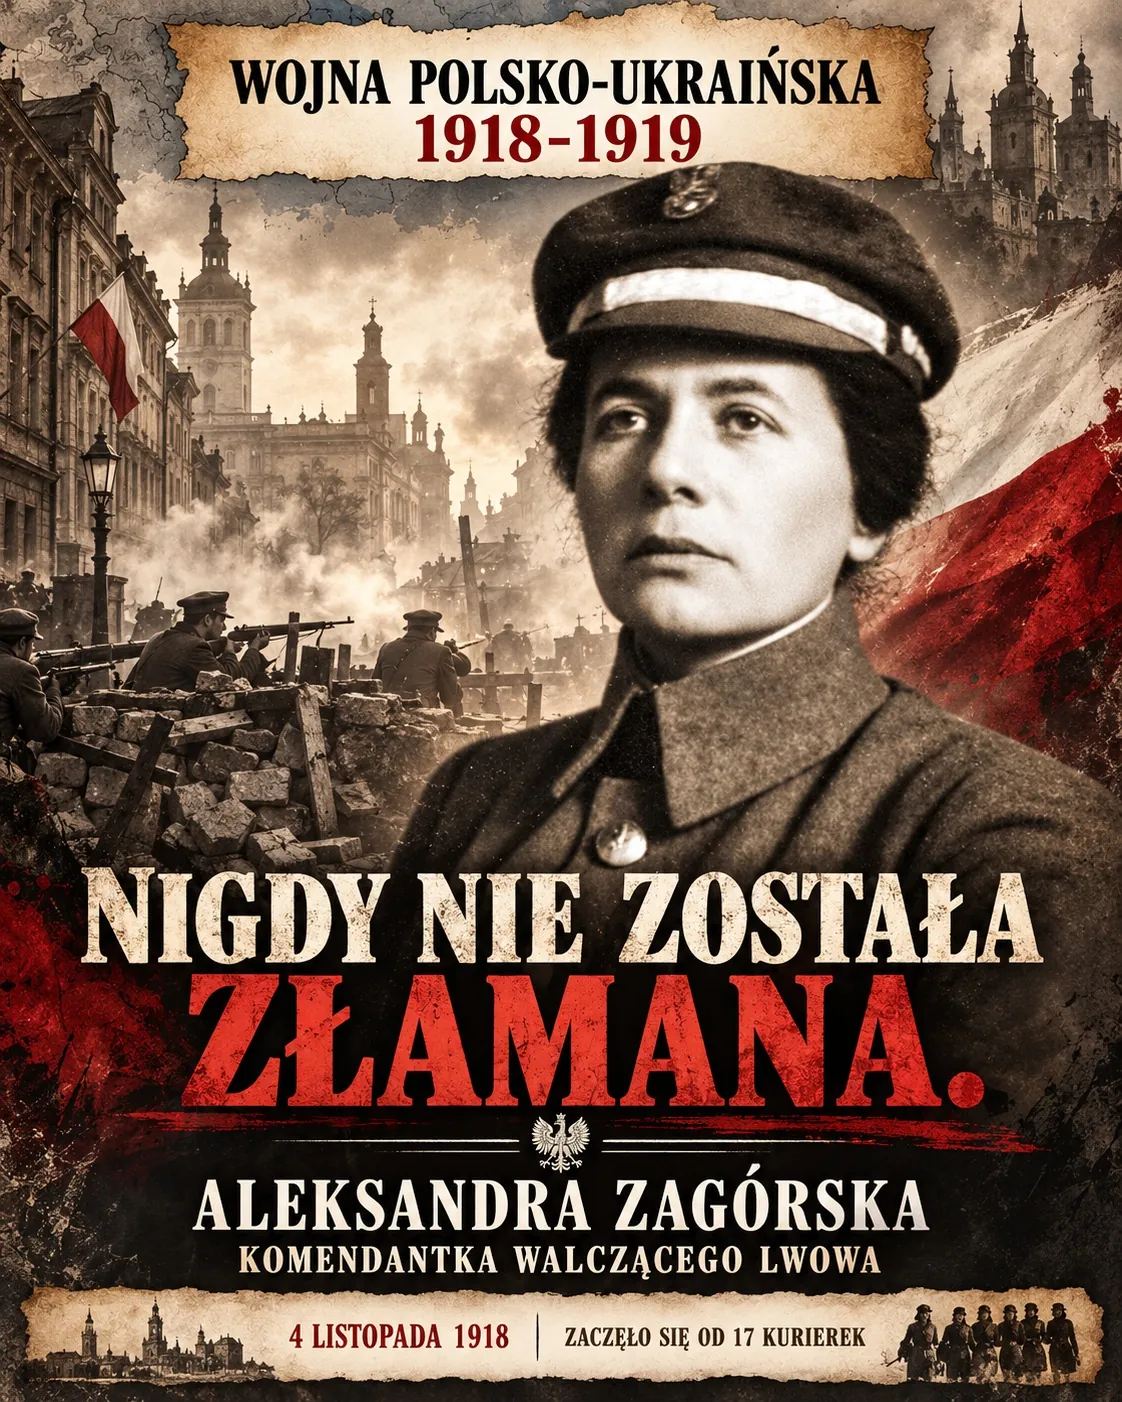 WOJNA POLSKO-UKRAIŃSKA
1918-1919
NIGDY NIE ZOSTAŁA
ZŁAMANA.
ALEKSANDRA ZAGÓRSKA
KOMENDANTKA WALCZĄCEGO LWOWA
4 LISTOPADA 1918 | ZACZĘŁO SIĘ OD 17 KURIEREK